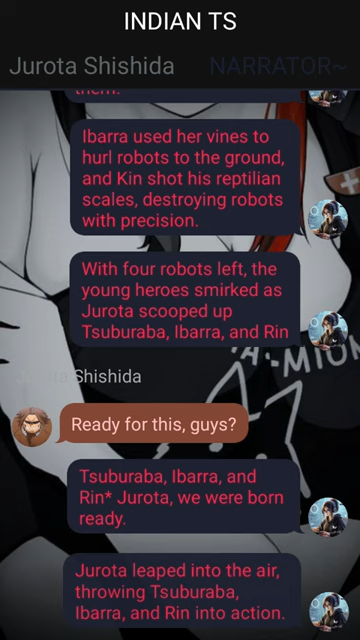 INDIAN TS
Jurota Shishida NARRATOR~
them.
Ibarra used her vines to
hurl robots to the ground,
and Kin shot his reptilian
scales, destroying robots
with precision.
With four robots left, the
young heroes smirked as
Jurota scooped up
Tsuburaba, Ibarra, and Rin
Shishida
Ready for this, guys?
Tsuburaba, Ibarra, and
Rin* Jurota, we were born
ready.
Jurota leaped into the air,
throwing Tsuburaba,
Ibarra, and Rin into action.